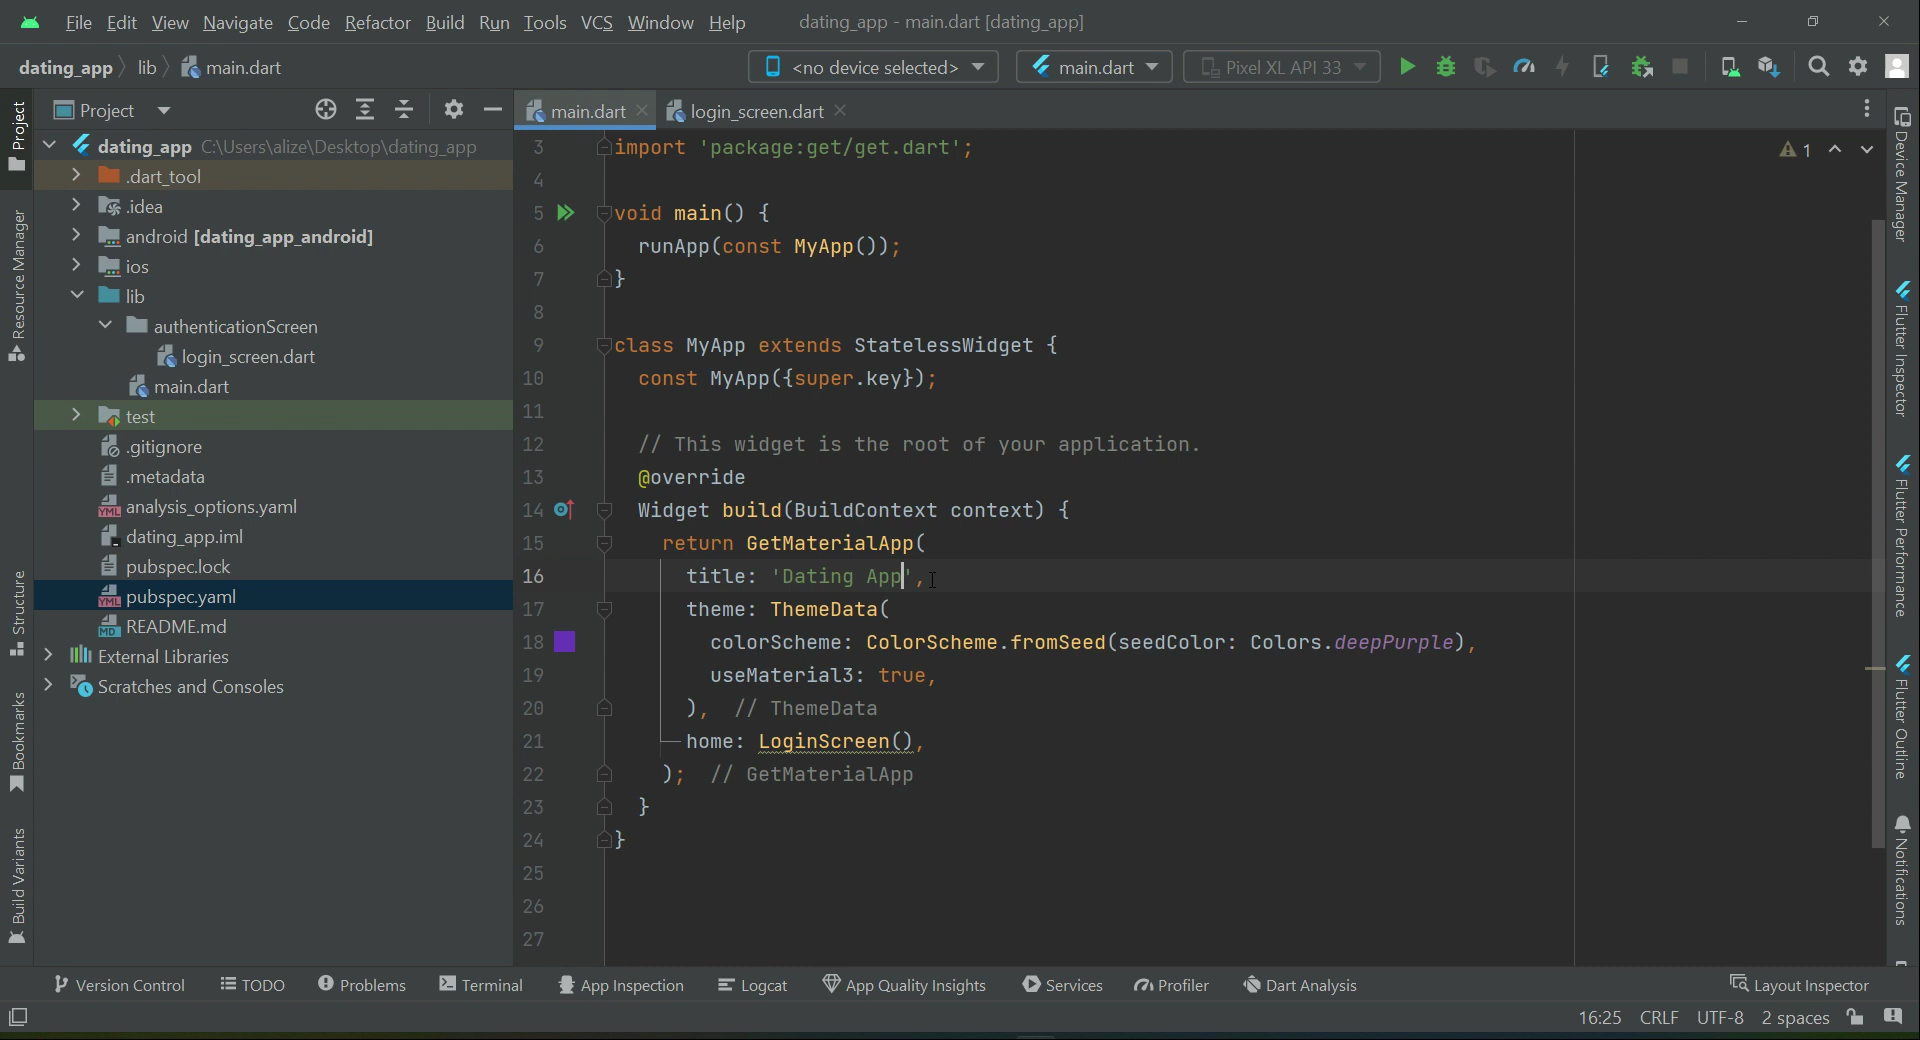 File Edit View Navigate Code Refactor Build Run Tools VCS Window Help dating_app - main.dart [dating_app]
dating_app lib main.dart <no device selected> main.dart Pixel XL API 33
Project
main.dart login_screen.dart
Project
Resource Manager
Structure
Bookmarks
Build Variants
dating_app C:\Users\alize\Desktop\dating_app
.dart_tool
.idea
android [dating_app_android]
ios
lib
authenticationScreen
login_screen.dart
main.dart
test
.gitignore
.metadata
YML analysis_options.yaml
dating_app.iml
pubspec.lock
YML pubspec.yaml
MD README.md
External Libraries
Scratches and Consoles
3 import 'package:get/get.dart';
4
5 void main() {
6 runApp(const MyApp());
7 }
8
9 class MyApp extends StatelessWidget {
10 const MyApp({super.key});
11
12 // This widget is the root of your application.
13 @override
14 Widget build(BuildContext context) {
15 return GetMaterialApp(
16 title: 'Dating App',
17 theme: ThemeData(
18 colorScheme: ColorScheme.fromSeed(seedColor: Colors.deepPurple),
19 useMaterial3: true,
20 ), // ThemeData
21 home: LoginScreen(),
22 ); // GetMaterialApp
23 }
24 }
25
26
27
1
Device Manager
Flutter Inspector
Flutter Performance
Flutter Outline
Notifications
Version Control TODO Problems Terminal App Inspection Logcat App Quality Insights Services Profiler Dart Analysis Layout Inspector
16:25 CRLF UTF-8 2 spaces